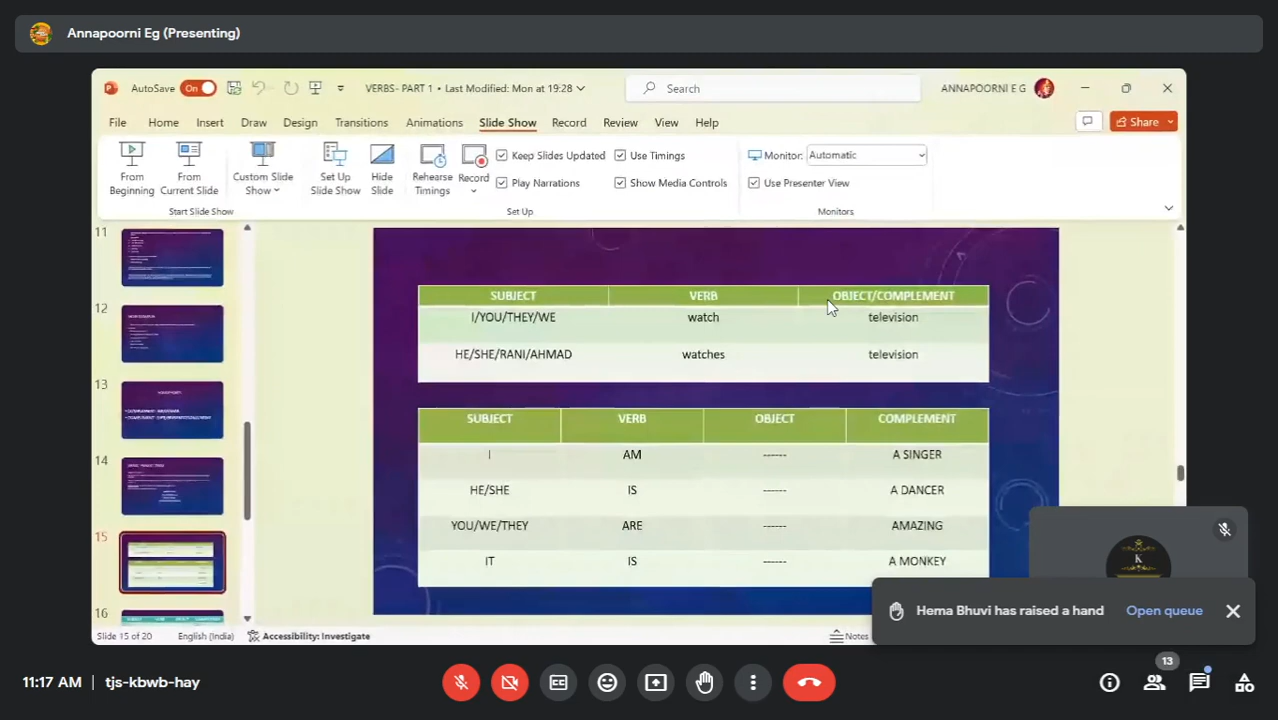 Annapoorni Eg (Presenting)
AutoSave On VERBS- PART 1 • Last Modified: Mon at 19:28 Search ANNAPOORNI E G
File Home Insert Draw Design Transitions Animations Slide Show Record Review View Help Share
From Beginning
From Current Slide
Custom Slide Show
Set Up Slide Show
Hide Slide
Rehearse Timings
Record
Keep Slides Updated Use Timings
Play Narrations Show Media Controls
Monitor: Automatic
Use Presenter View
Start Slide Show Set Up Monitors
11
12
13
14
15
16
SUBJECT VERB OBJECT/COMPLEMENT
I/YOU/THEY/WE watch television
HE/SHE/RANI/AHMAD watches television
SUBJECT VERB OBJECT COMPLEMENT
I AM ------ A SINGER
HE/SHE IS ------ A DANCER
YOU/WE/THEY ARE ------ AMAZING
IT IS ------ A MONKEY
K
Hema Bhuvi has raised a hand Open queue
Slide 15 of 20 English (India) Accessibility: Investigate Notes
11:17 AM | tjs-kbwb-hay
13